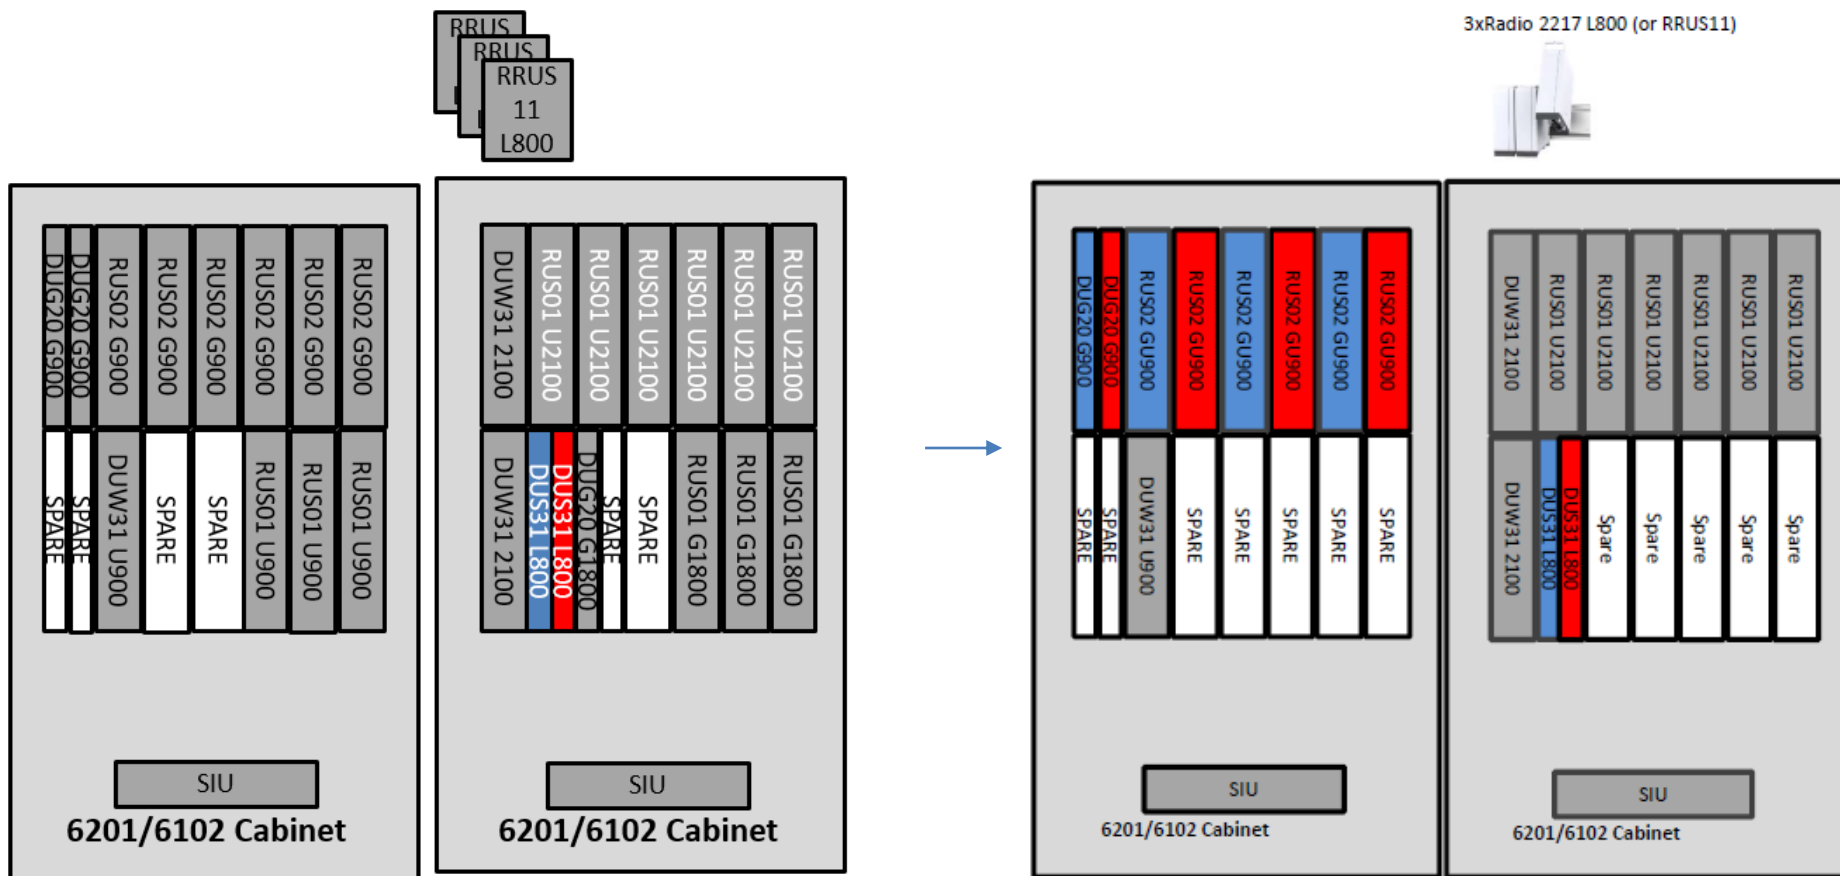 RRUS
RRUS
RRUS
11
L800
3xRadio 2217 L800 (or RRUS11)
DUG20 G900
DUG20 G900
RUS02 G900
RUS02 G900
RUS02 G900
RUS02 G900
RUS02 G900
RUS02 G900
SPARE
SPARE
DUW31 U900
SPARE
SPARE
RUS01 U900
RUS01 U900
RUS01 U900
SIU
6201/6102 Cabinet
DUW31 2100
RUS01 U2100
RUS01 U2100
RUS01 U2100
RUS01 U2100
RUS01 U2100
RUS01 U2100
DUW31 2100
DUS31 L800
DUS31 L800
DUG20 G1800
SPARE
SPARE
RUS01 G1800
RUS01 G1800
RUS01 G1800
SIU
6201/6102 Cabinet
DUG20 G900
DUG20 G900
RUS02 GU900
RUS02 GU900
RUS02 GU900
RUS02 GU900
RUS02 GU900
RUS02 GU900
SPARE
SPARE
DUW31 U900
SPARE
SPARE
SPARE
SPARE
SPARE
SIU
6201/6102 Cabinet
DUW31 2100
RUS01 U2100
RUS01 U2100
RUS01 U2100
RUS01 U2100
RUS01 U2100
RUS01 U2100
DUW31 2100
DUS31 L800
DUS31 L800
Spare
Spare
Spare
Spare
Spare
SIU
6201/6102 Cabinet